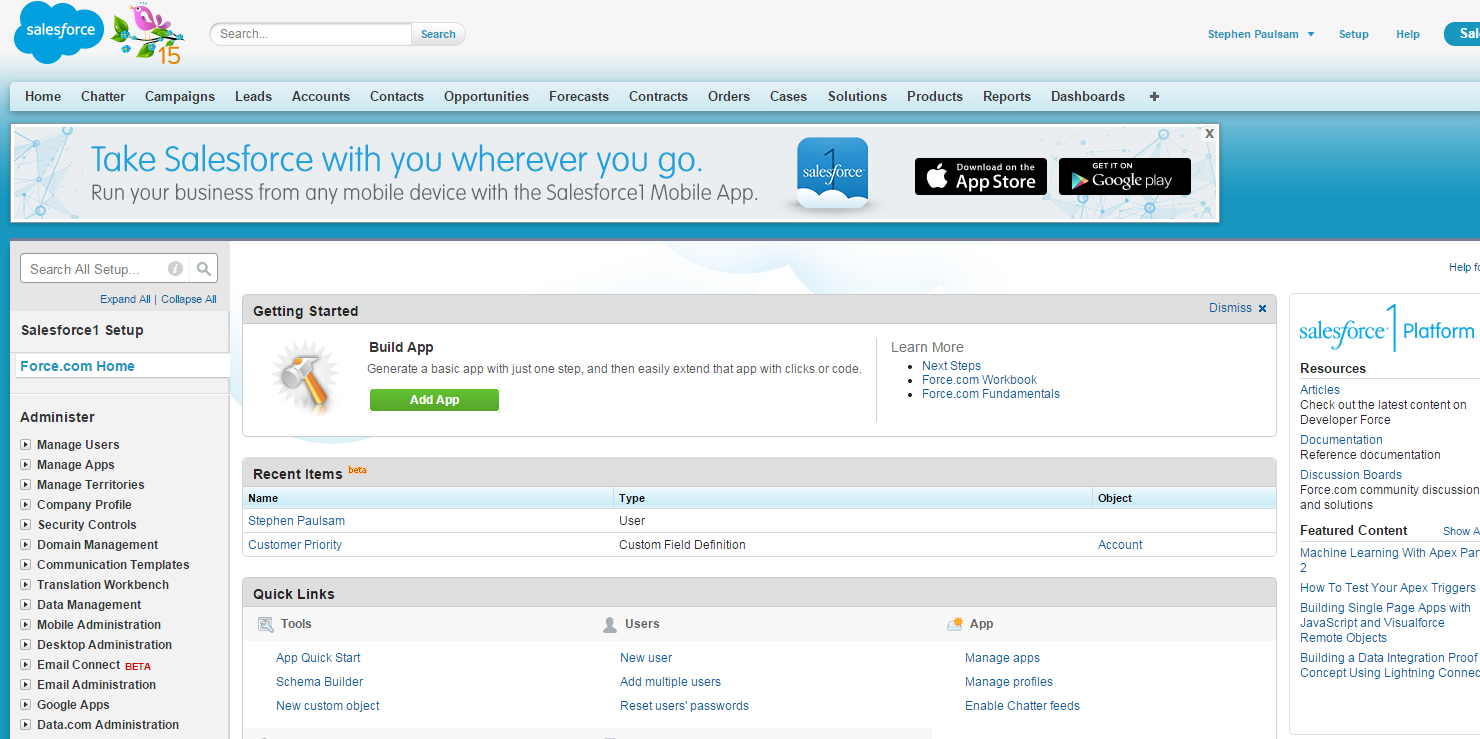 salesforce
15
Search...
Search
Stephen Paulsam
Setup
Help
Home Chatter Campaigns Leads Accounts Contacts Opportunities Forecasts Contracts Orders Cases Solutions Products Reports Dashboards +
Take Salesforce with you wherever you go.
Run your business from any mobile device with the Salesforce1 Mobile App.
1
salesforce
Download on the
App Store
GET IT ON
Google play
X
Search All Setup...
i
Expand All | Collapse All
Salesforce1 Setup
Force.com Home
Administer
Manage Users
Manage Apps
Manage Territories
Company Profile
Security Controls
Domain Management
Communication Templates
Translation Workbench
Data Management
Mobile Administration
Desktop Administration
Email Connect BETA
Email Administration
Google Apps
Data.com Administration
Getting Started
Dismiss x
Build App
Generate a basic app with just one step, and then easily extend that app with clicks or code.
Add App
Learn More
Next Steps
Force.com Workbook
Force.com Fundamentals
Recent Items beta
Name Type Object
Stephen Paulsam User
Customer Priority Custom Field Definition Account
Quick Links
Tools
App Quick Start
Schema Builder
New custom object
Users
New user
Add multiple users
Reset users' passwords
App
Manage apps
Manage profiles
Enable Chatter feeds
Help
salesforce1 Platform
Resources
Articles
Check out the latest content on
Developer Force
Documentation
Reference documentation
Discussion Boards
Force.com community discussion
and solutions
Featured Content
Show
Machine Learning With Apex
2
How To Test Your Apex Triggers
Building Single Page Apps with
JavaScript and Visualforce
Remote Objects
Building a Data Integration Proof
Concept Using Lightning